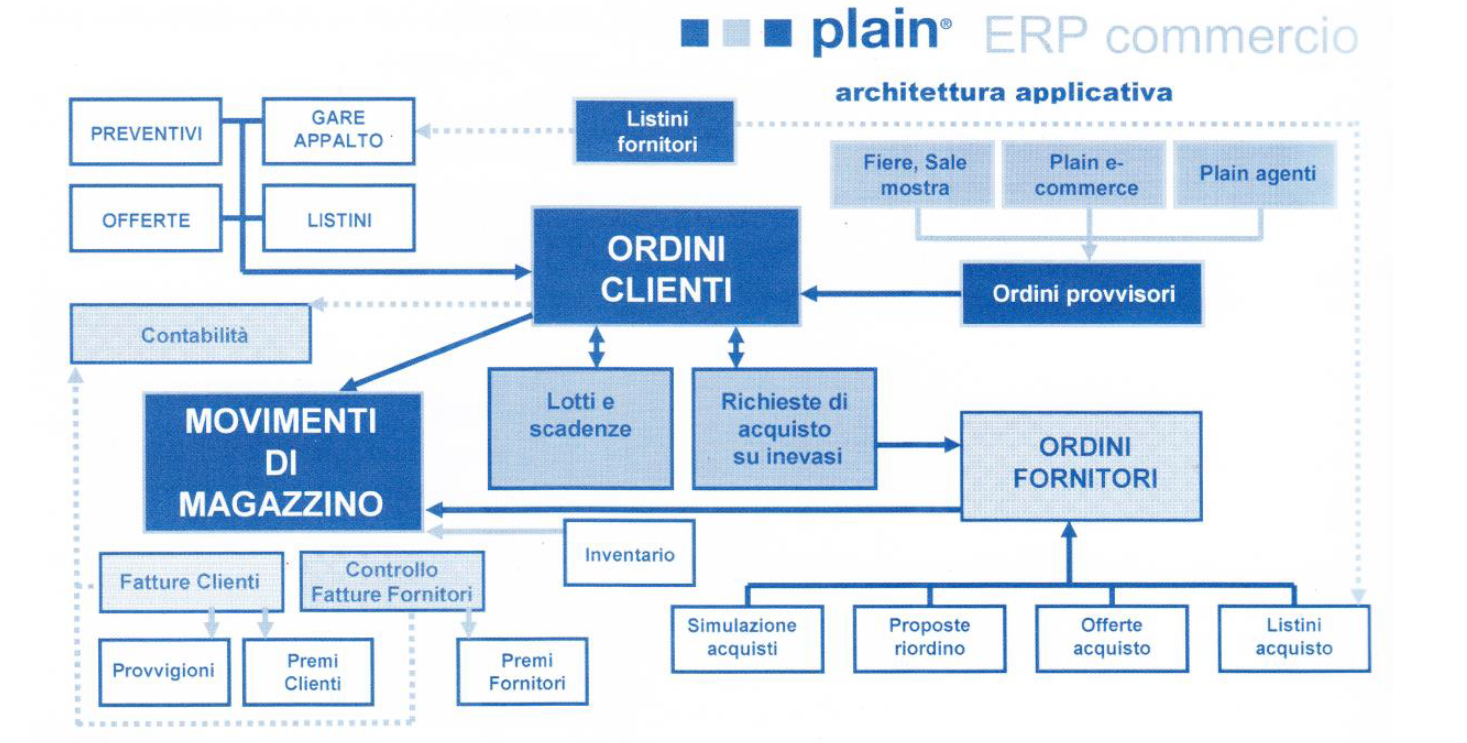 plain® ERP commercio
architettura applicativa
PREVENTIVI
GARE
APPALTO
Listini
fornitori
Fiere, Sale
mostra
Plain e-
commerce
Plain agenti
OFFERTE
LISTINI
ORDINI
CLIENTI
Ordini provvisori
Contabilità
Lotti e
scadenze
Richieste di
acquisto
su inevasi
MOVIMENTI
DI
MAGAZZINO
ORDINI
FORNITORI
Inventario
Fatture Clienti
Controllo
Fatture Fornitori
Simulazione
acquisti
Proposte
riordino
Offerte
acquisto
Listini
acquisto
Provvigioni
Premi
Clienti
Premi
Fornitori